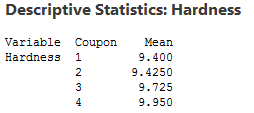 Descriptive Statistics: Hardness
Variable Coupon Mean
Hardness 1 9.400
2 9.4250
3 9.725
4 9.950